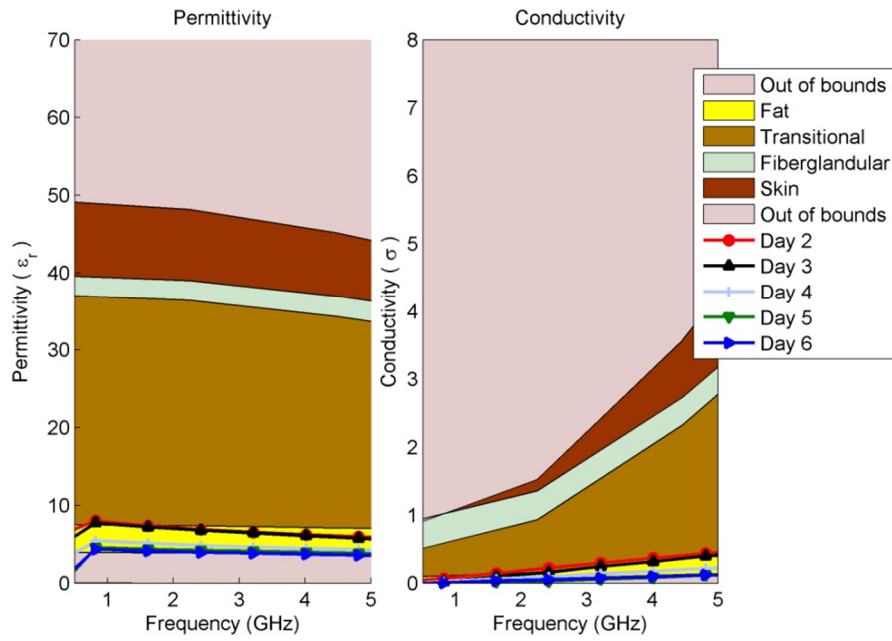 Permittivity
Conductivity
70
60
50
40
30
20
10
0
Permittivity ( εr )
1
2
3
4
5
Frequency (GHz)
8
7
6
5
4
3
2
1
0
Conductivity ( σ )
1
2
3
4
5
Frequency (GHz)
Out of bounds
Fat
Transitional
Fiberglandular
Skin
Out of bounds
Day 2
Day 3
Day 4
Day 5
Day 6